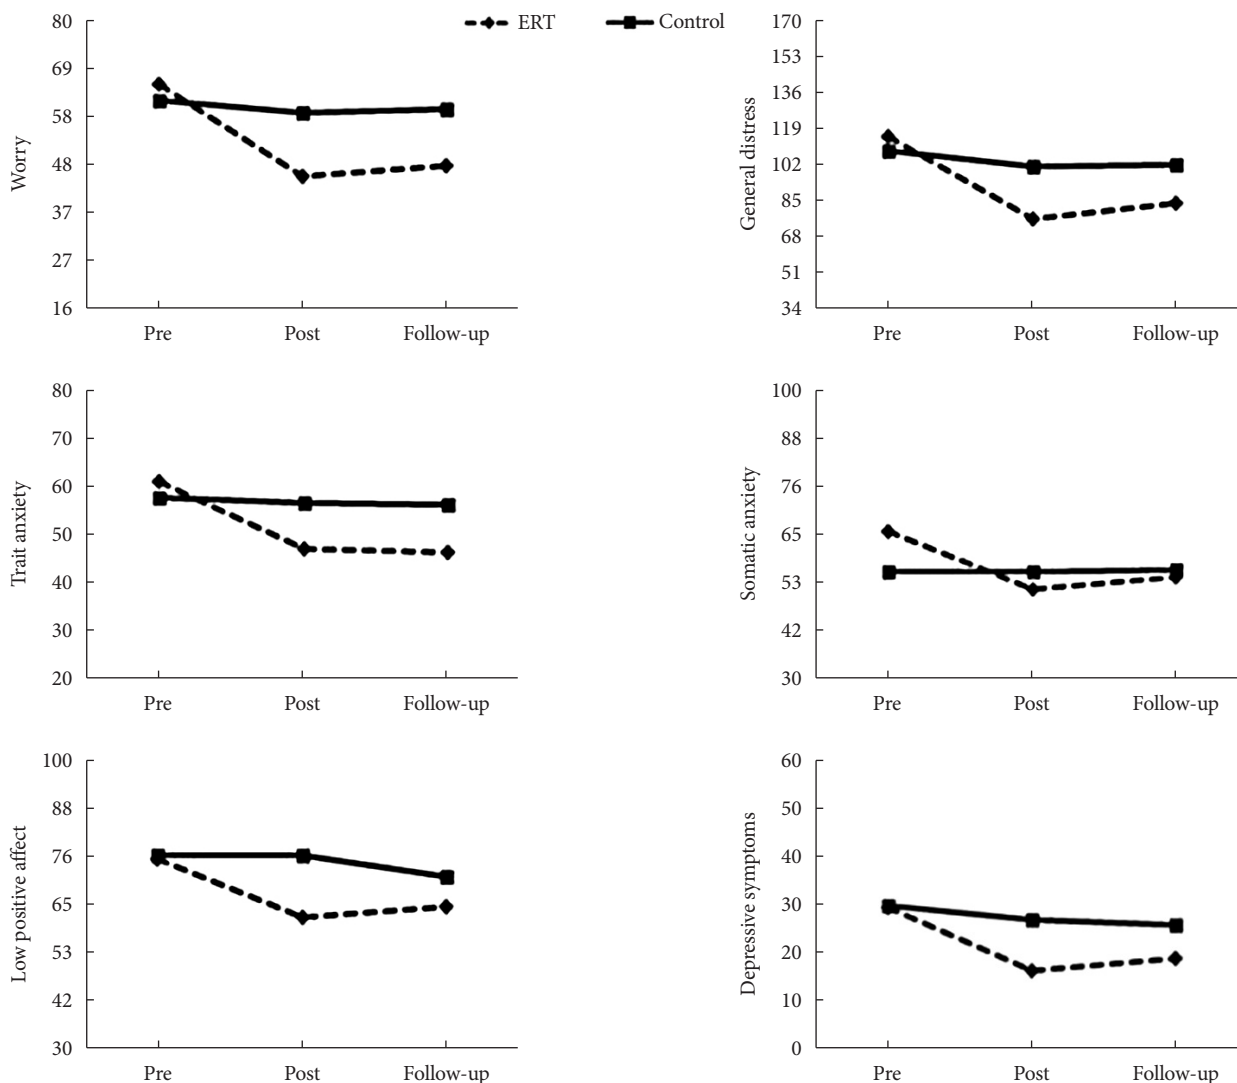 ERT
Control
80
69
58
48
37
27
16
Worry
Pre
Post
Follow-up
170
153
136
119
102
85
68
51
34
General distress
Pre
Post
Follow-up
80
70
60
50
40
30
20
Trait anxiety
Pre
Post
Follow-up
100
88
76
65
53
42
30
Somatic anxiety
Pre
Post
Follow-up
100
88
76
65
53
42
30
Low positive affect
Pre
Post
Follow-up
60
50
40
30
20
10
0
Depressive symptoms
Pre
Post
Follow-up